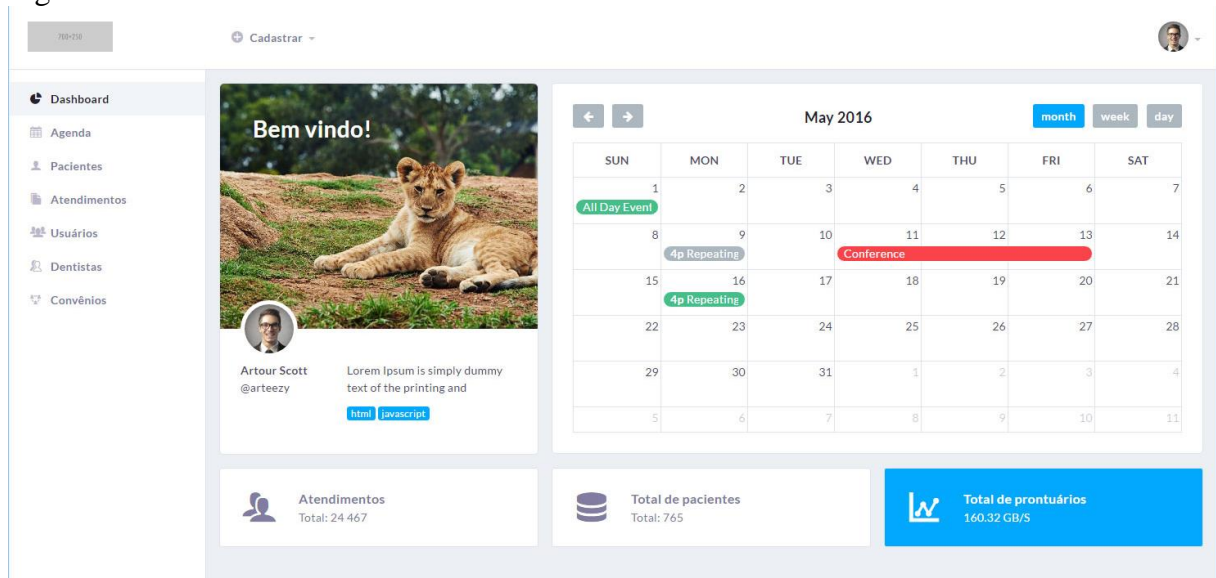 Cadastrar
Dashboard
Agenda
Pacientes
Atendimentos
Usuários
Dentistas
Convênios
Bem vindo!
Artour Scott
@arteezy
Lorem Ipsum is simply dummy
text of the printing and
html javascript
May 2016
month week day
SUN MON TUE WED THU FRI SAT
1 2 3 4 5 6 7
All Day Event
8 9 10 11 12 13 14
4p Repeating Conference
15 16 17 18 19 20 21
4p Repeating
22 23 24 25 26 27 28
29 30 31 1 2 3 4
5 6 7 8 9 10 11
Atendimentos
Total: 24 467
Total de pacientes
Total: 765
Total de prontuários
160.32 GB/S